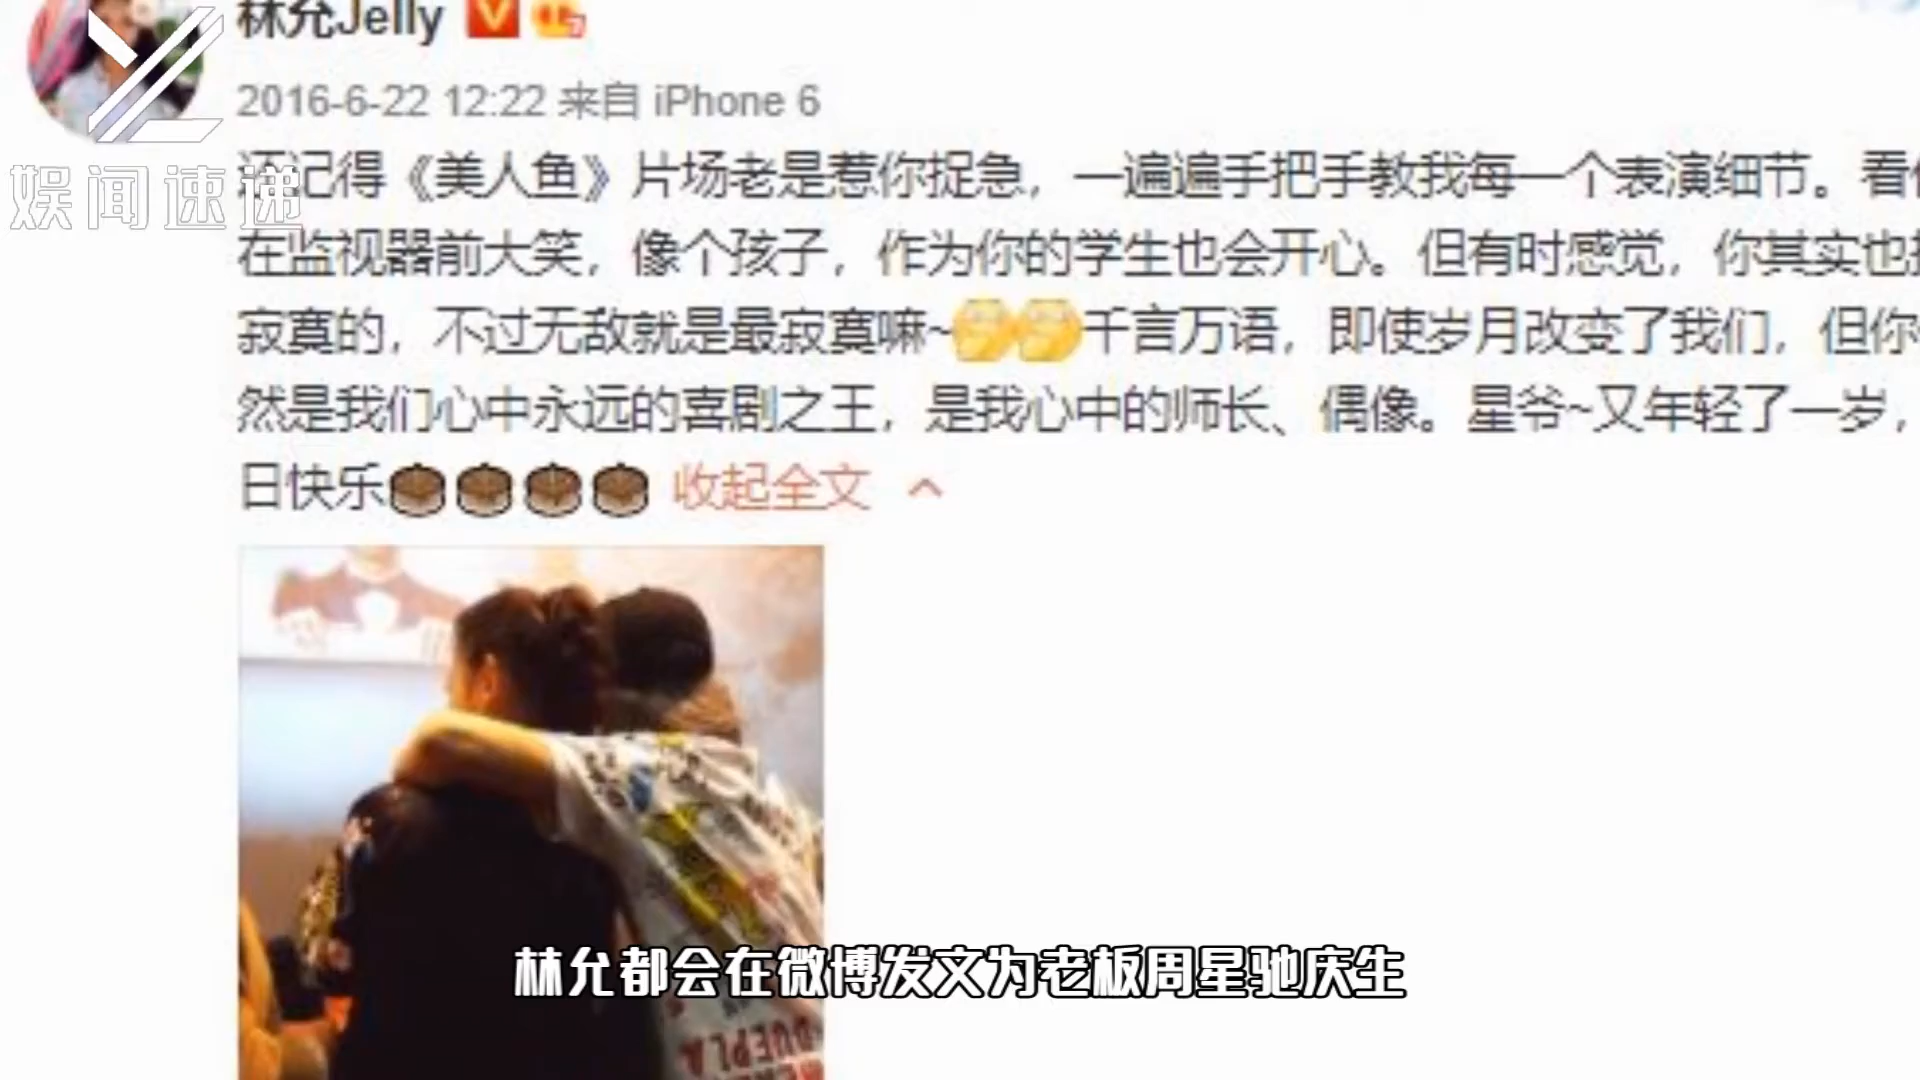 林允Jelly
2016-6-22 12:22 来自 iPhone 6
娱闻速递
还记得《美人鱼》片场老是惹你捉急，一遍遍手把手教我每一个表演细节。看
在监视器前大笑，像个孩子，作为你的学生也会开心。但有时感觉，你其实也
寂寞的，不过无敌就是最寂寞嘛~千言万语，即使岁月改变了我们，但你
然是我们心中永远的喜剧之王，是我心中的师长、偶像。星爷~又年轻了一岁，
日快乐 收起全文
林允都会在微博发文为老板周星驰庆生